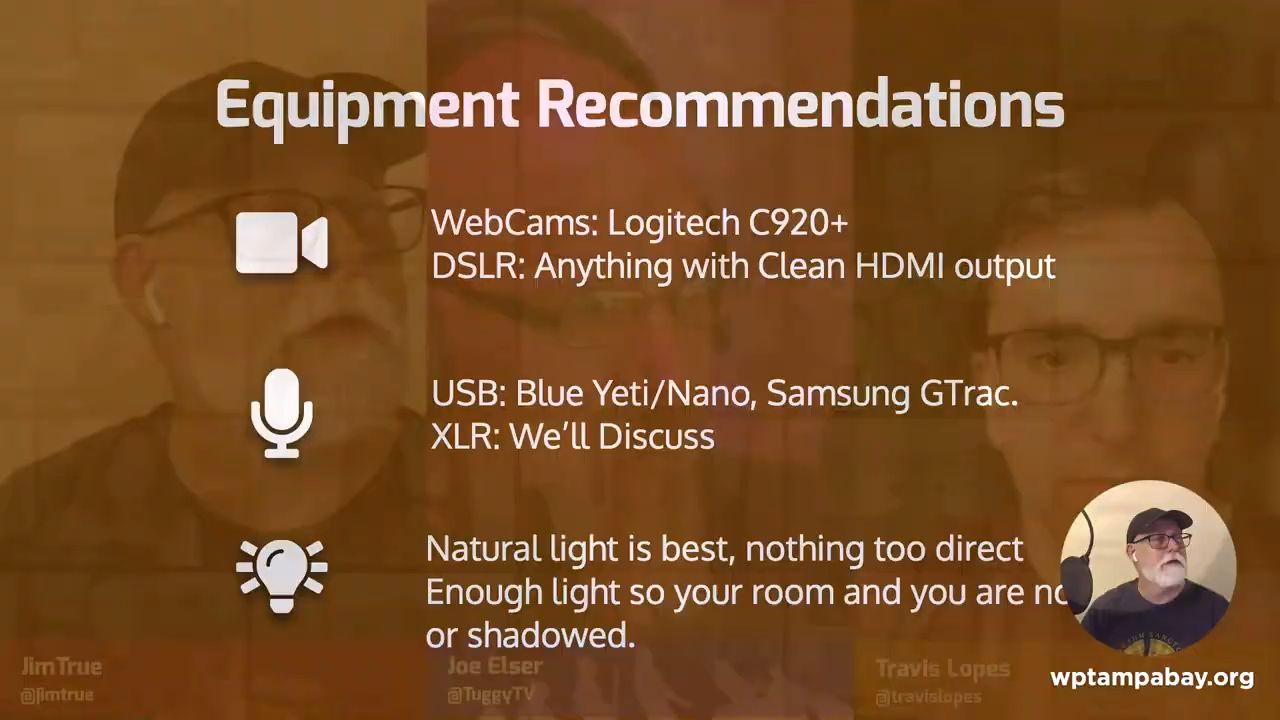 Equipment Recommendations
WebCams: Logitech C920+
DSLR: Anything with Clean HDMI output
USB: Blue Yeti/Nano, Samsung GTrac.
XLR: We’ll Discuss
Natural light is best, nothing too direct
Enough light so your room and you are
or shadowed.
JimTrue
@jimtrue
Joe Elser
@TuggyTV
Travis Lopes
@travislopes
wptampabay.org